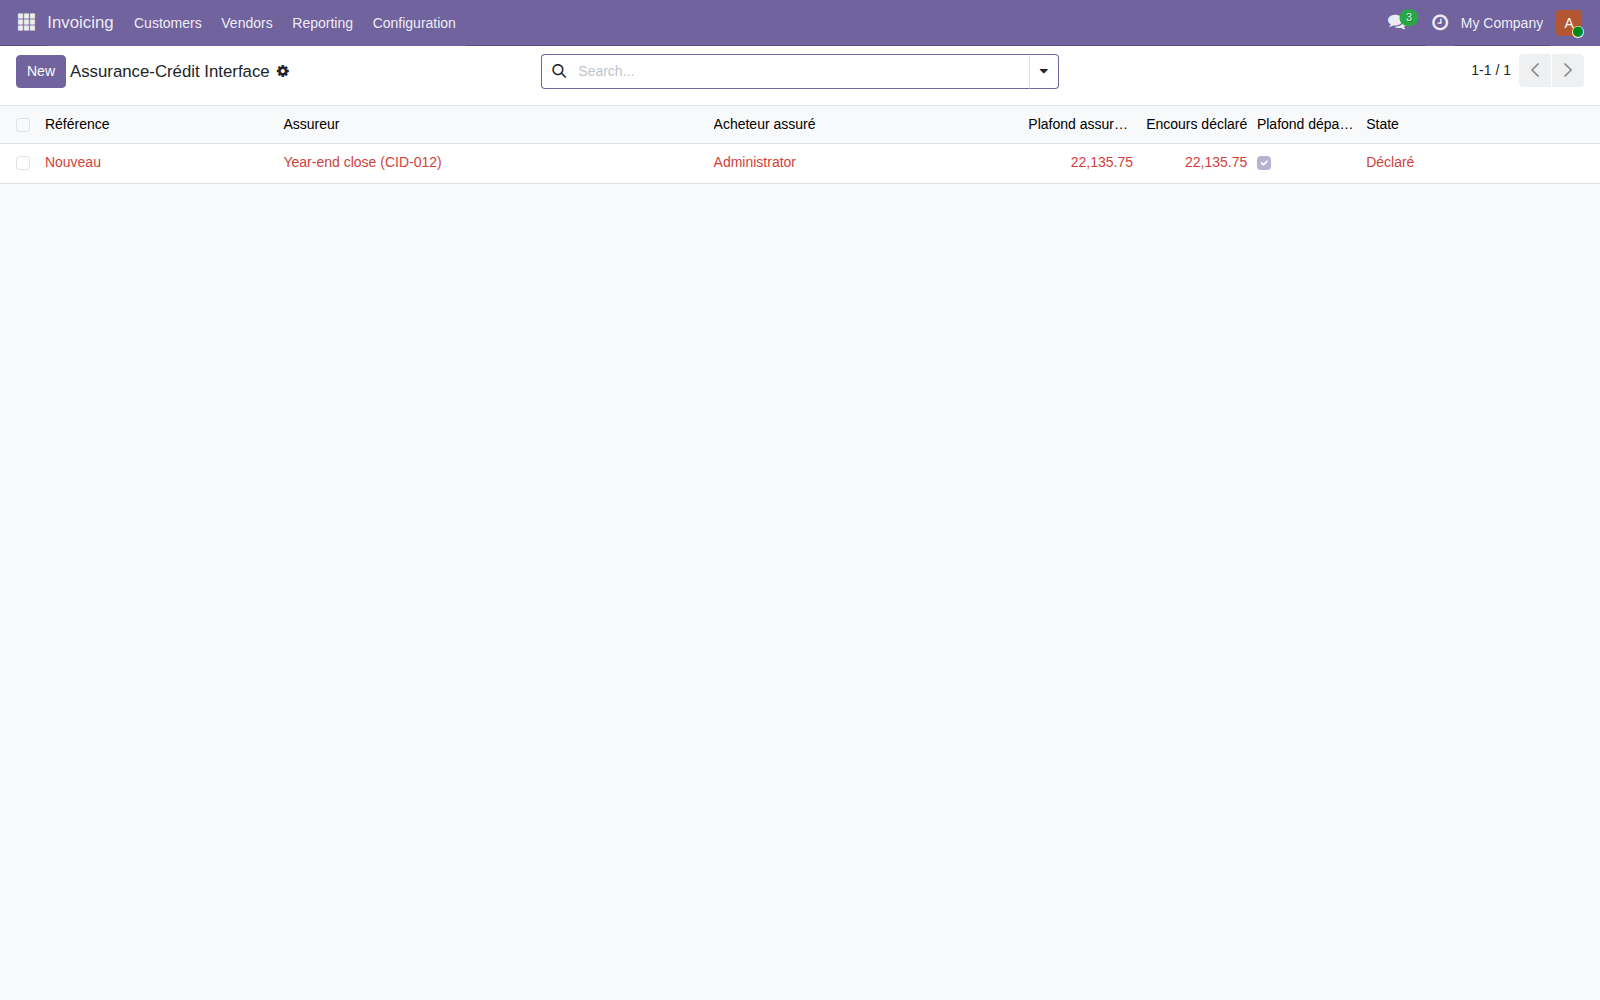 Invoicing Customers Vendors Reporting Configuration 3 My Company A
New Assurance-Crédit Interface Search... 1-1 / 1
Référence Assureur Acheteur assuré Plafond assur… Encours déclaré Plafond dépa… State
Nouveau Year-end close (CID-012) Administrator 22,135.75 22,135.75 Déclaré